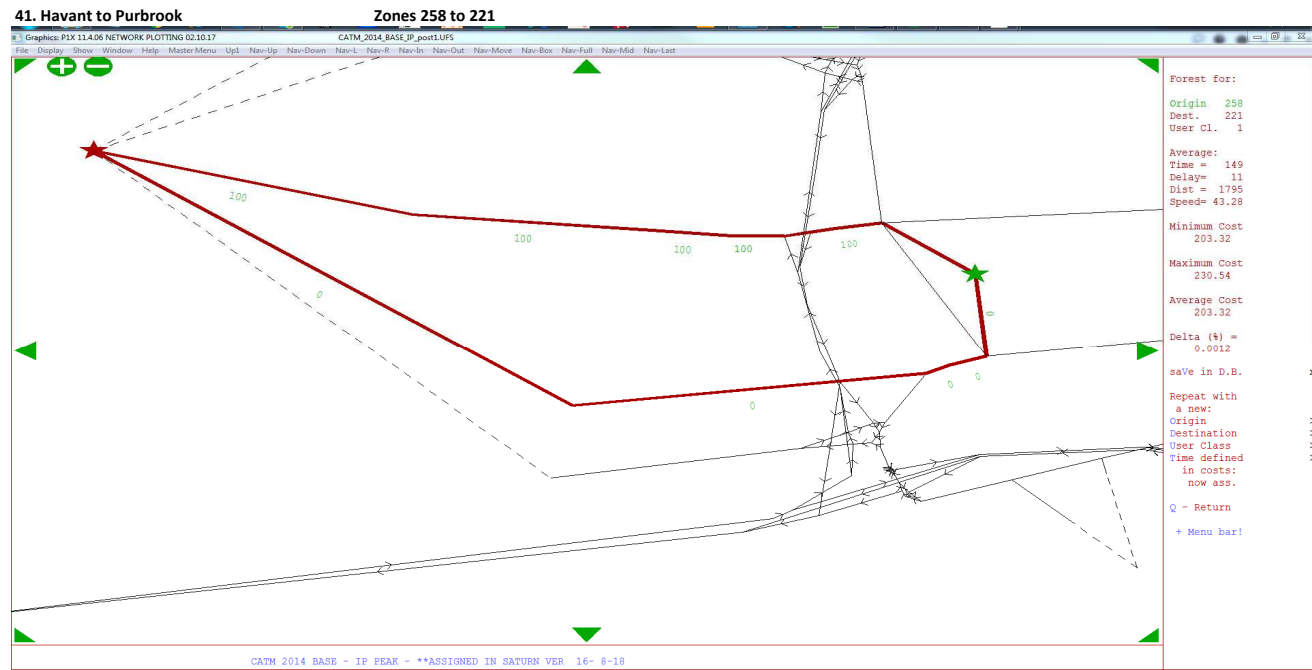 41. Havant to Purbrook Zones 258 to 221
Graphics: P1X 11.4.06 NETWORK PLOTTING 02.10.17 CATM_2014_BASE_IP_post1.UFS
File Display Show Window Help Master Menu Up1 Nav-Up Nav-Down Nav-L Nav-R Nav-In Nav-Out Nav-Move Nav-Box Nav-Full Nav-Mid Nav-Last
Forest for:
Origin 258
Dest. 221
User Cl. 1
Average:
Time = 149
Delay= 11
Dist = 1795
Speed= 43.28
Minimum Cost
203.32
Maximum Cost
230.54
Average Cost
203.32
Delta (%) =
0.0012
saVe in D.B.
Repeat with
a new:
Origin
Destination
User Class
Time defined
in costs:
now ass.
Q - Return
+ Menu bar!
100
100
100
100
100
0
0
0
0
0
CATM 2014 BASE - IP PEAK - **ASSIGNED IN SATURN VER 16- 8-18